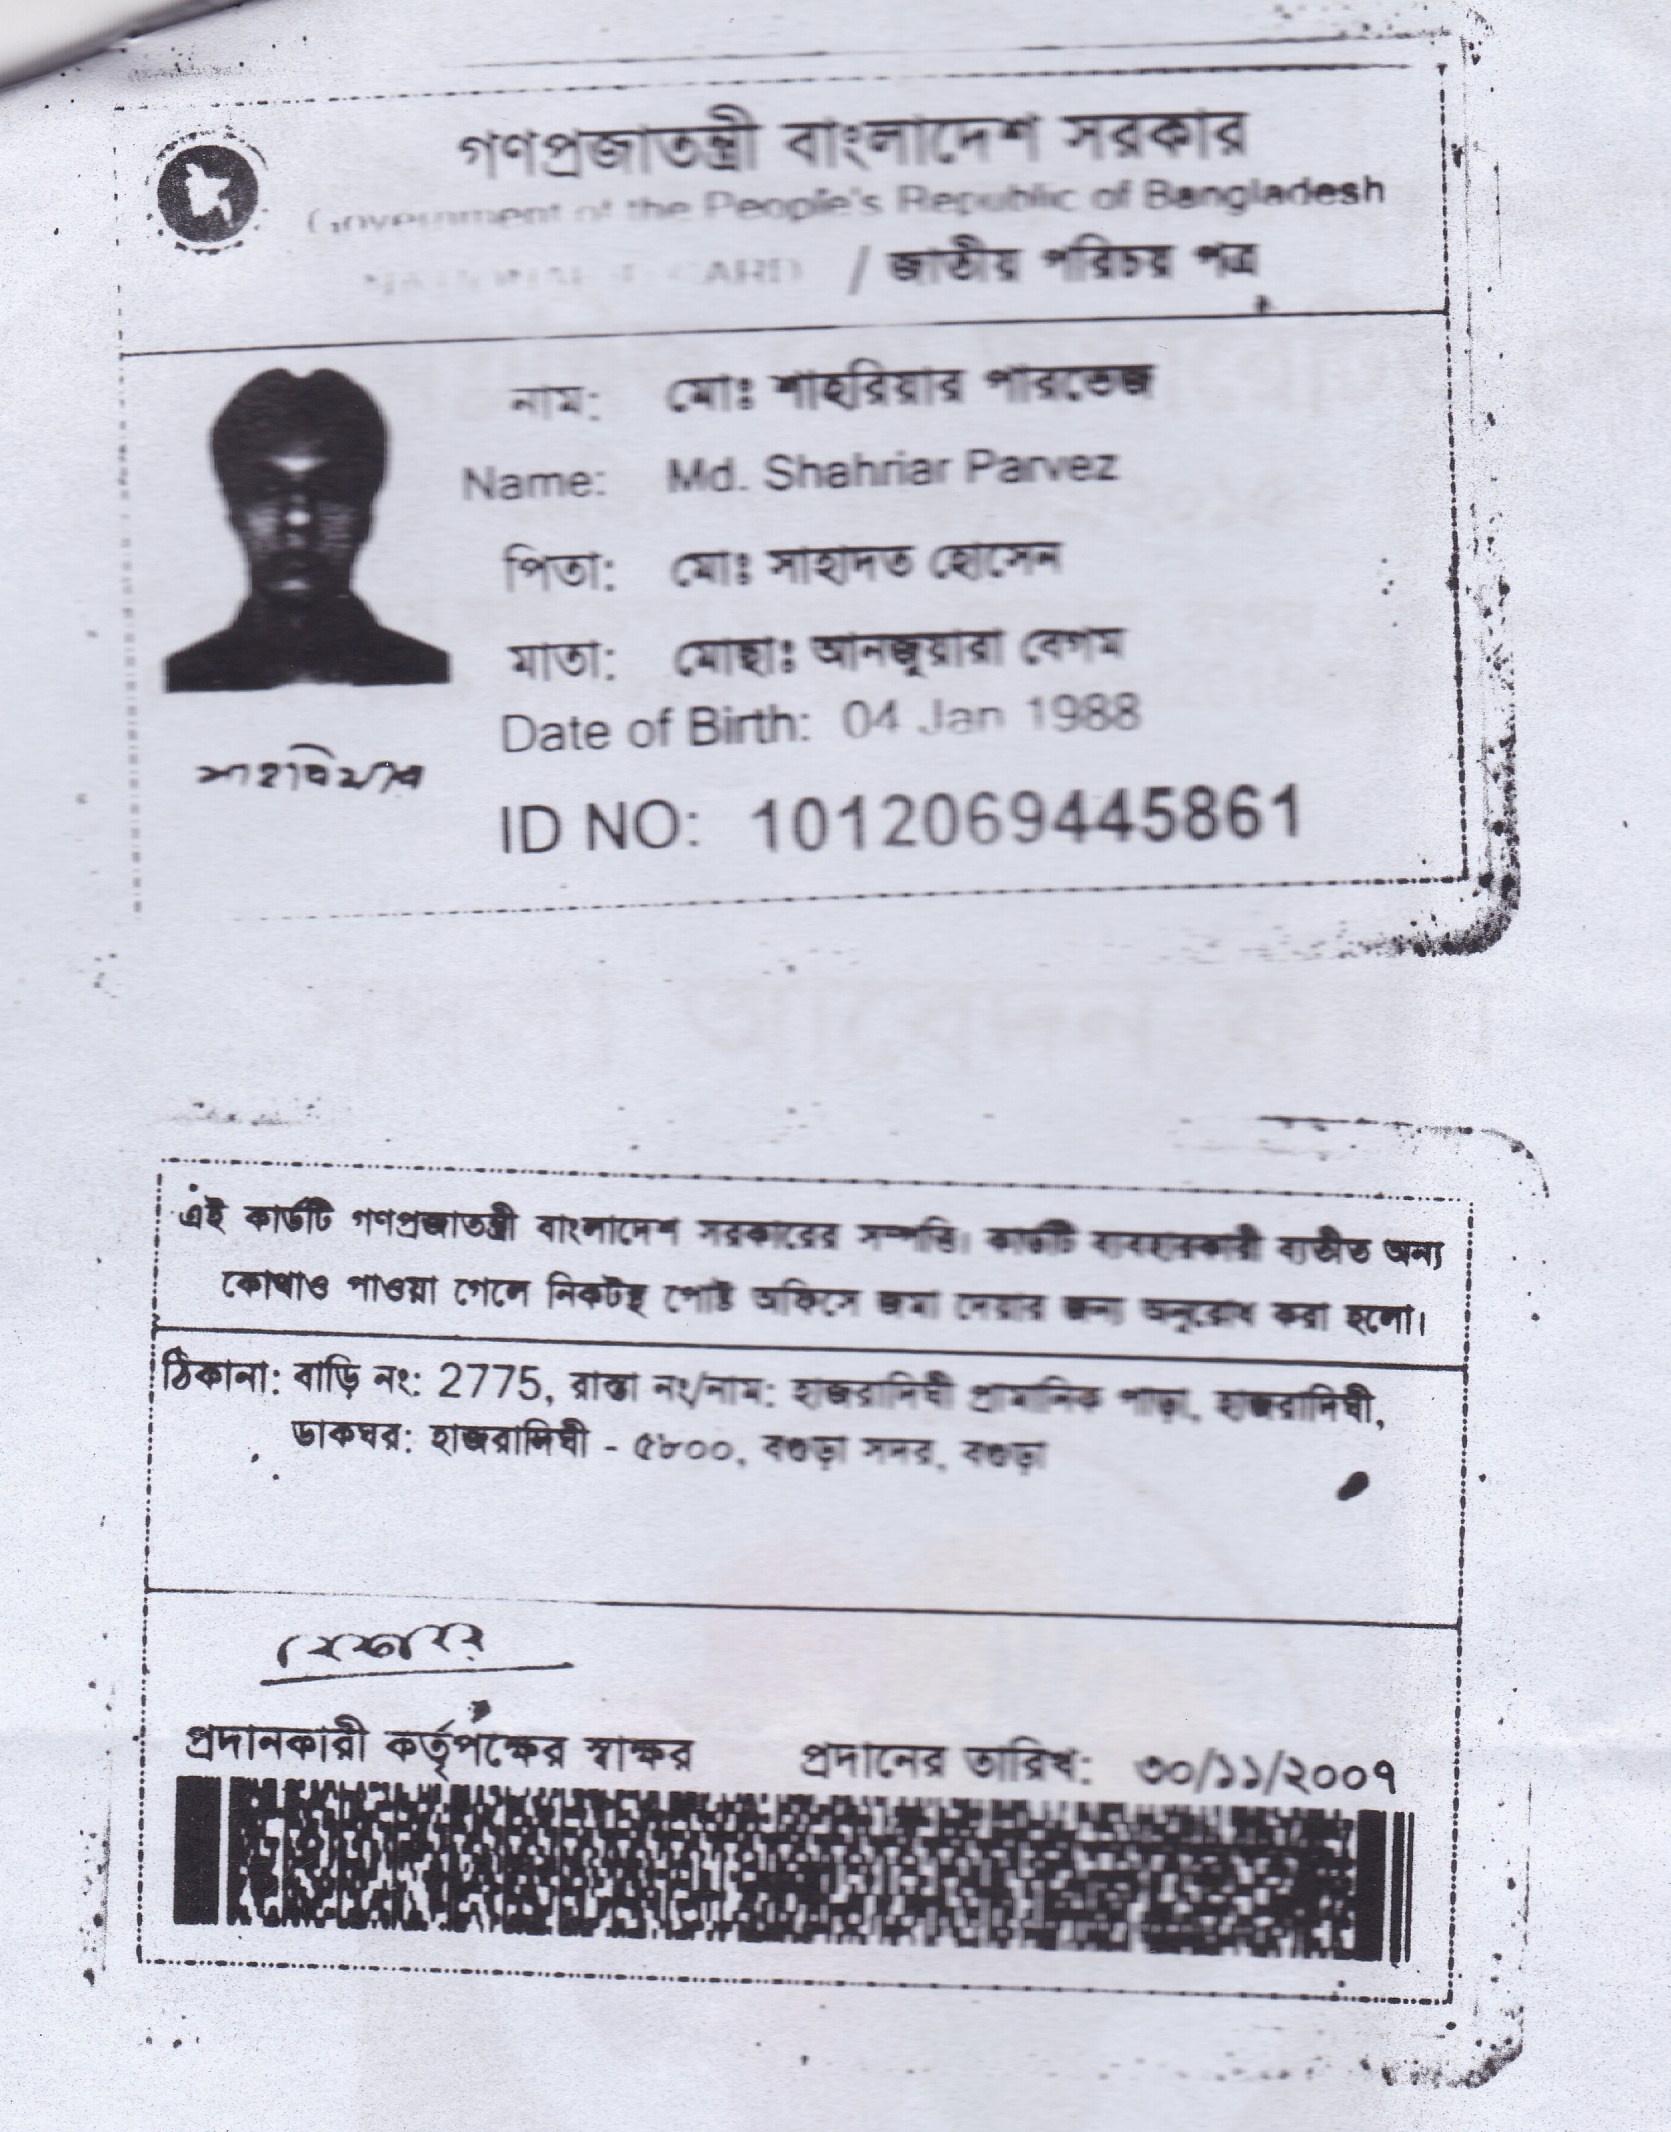 গণপ্রজাতন্ত্রী বাংলাদেশ সরকার
Government of the People's Republic of Bangladesh
NATIONAL ID CARD / জাতীয় পরিচয় পত্র
নাম: মোঃ শাহরিয়ার পারভেজ
Name: Md. Shahriar Parvez
পিতা: মোঃ সাহাদত হোসেন
মাতা: মোছাঃ আনজুয়ারা বেগম
Date of Birth: 04 Jan 1988
শাহরিয়ার
ID NO: 1012069445861
এই কার্ডটি গণপ্রজাতন্ত্রী বাংলাদেশ সরকারের সম্পত্তি। কার্ডটি ব্যবহারকারী ব্যতীত অন্য
কোথাও পাওয়া গেলে নিকটস্থ পোষ্ট অফিসে জমা দেয়ার জন্য অনুরোধ করা হলো।
ঠিকানা: বাড়ি নং: 2775, রাস্তা নং/নাম: হাজরাদিঘী প্রামানিক পাড়া, হাজরাদিঘী,
ডাকঘর: হাজরাদিঘী - ৫৮০০, বগুড়া সদর, বগুড়া
প্রদানকারী কর্তৃপক্ষের স্বাক্ষর প্রদানের তারিখ: ৩০/১১/২০০৭